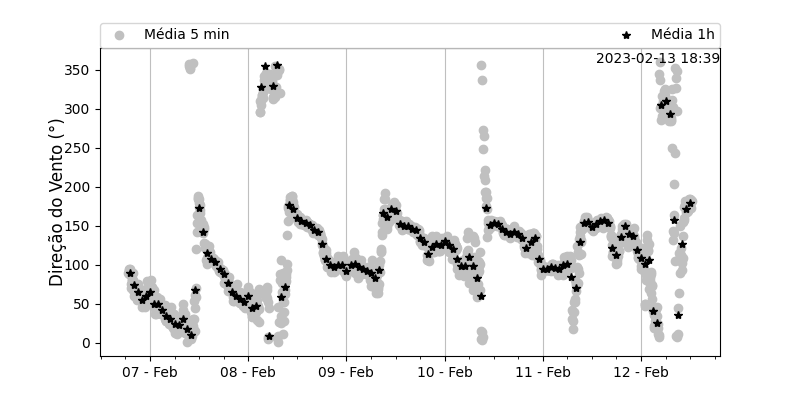 Média 5 min
Média 1h
2023-02-13 18:39
Direção do Vento (°)
350
300
250
200
150
100
50
0
07 - Feb
08 - Feb
09 - Feb
10 - Feb
11 - Feb
12 - Feb